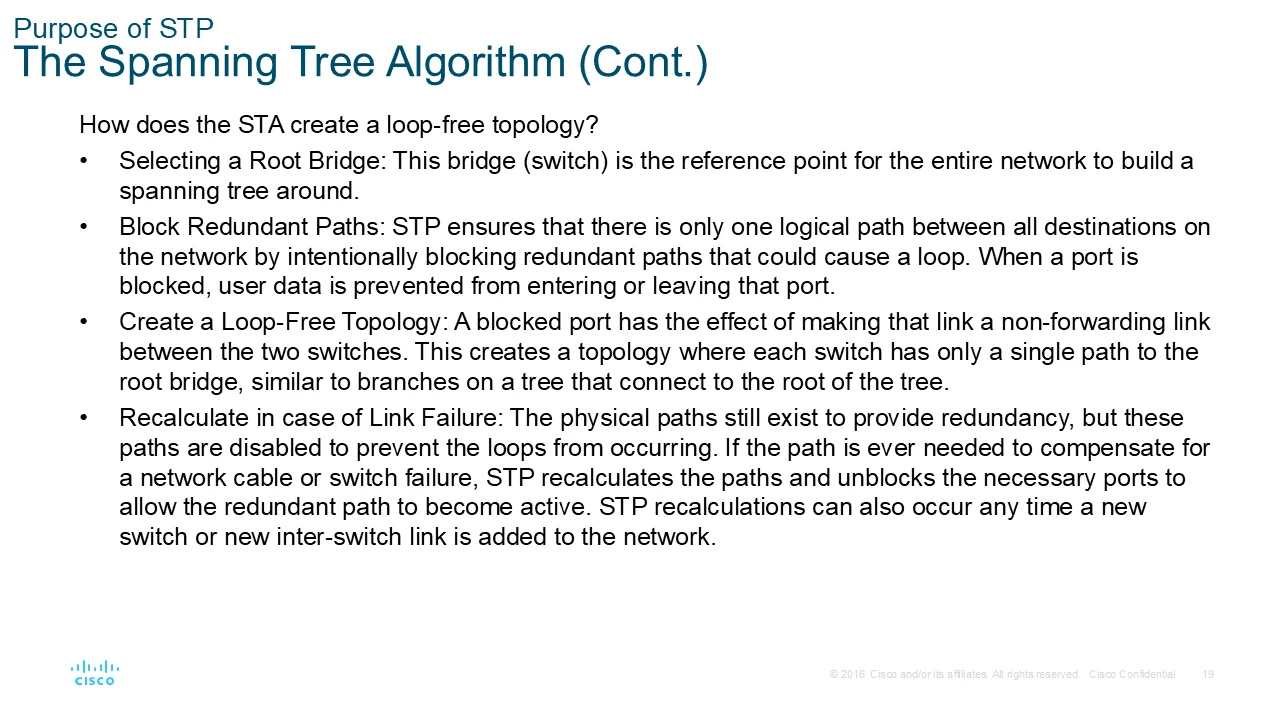 Purpose of STP
The Spanning Tree Algorithm (Cont.)
How does the STA create a loop-free topology?
• Selecting a Root Bridge: This bridge (switch) is the reference point for the entire network to build a
spanning tree around.
• Block Redundant Paths: STP ensures that there is only one logical path between all destinations on
the network by intentionally blocking redundant paths that could cause a loop. When a port is
blocked, user data is prevented from entering or leaving that port.
• Create a Loop-Free Topology: A blocked port has the effect of making that link a non-forwarding link
between the two switches. This creates a topology where each switch has only a single path to the
root bridge, similar to branches on a tree that connect to the root of the tree.
• Recalculate in case of Link Failure: The physical paths still exist to provide redundancy, but these
paths are disabled to prevent the loops from occurring. If the path is ever needed to compensate for
a network cable or switch failure, STP recalculates the paths and unblocks the necessary ports to
allow the redundant path to become active. STP recalculations can also occur any time a new
switch or new inter-switch link is added to the network.
CISCO
© 2016 Cisco and/or its affiliates. All rights reserved. Cisco Confidential 19